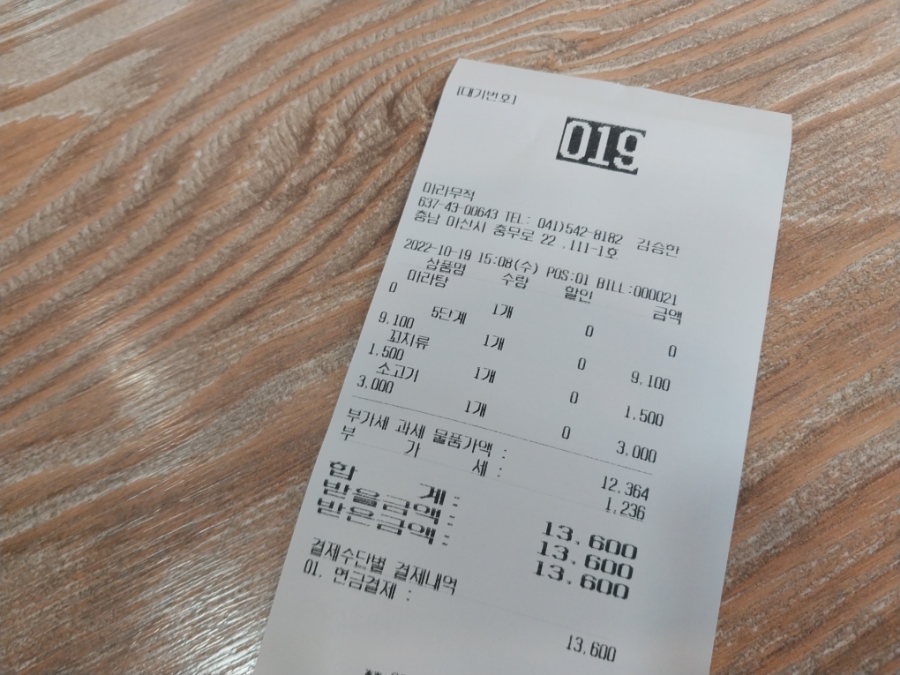 [대기번호]
019
마라무적
637-43-00643 TEL: 041)542-8182 김승한
충남 아산시 충무로 22 ,111-1호
2022-10-19 15:08(수) POS:01 BILL:000021
상품명 수량 할인 금액
마라탕
0 1개 0 0
5단계
9.100 1개 0 9.100
꼬치류
1.500 1개 0 1.500
소고기
3.000 1개 0 3.000
부가세 과세 물품가액 : 12.364
부 가 세 : 1.236
합 계: 13.600
받을금액: 13.600
받은금액: 13.600
결제수단별 결제내역
01. 현금결제 : 13,600